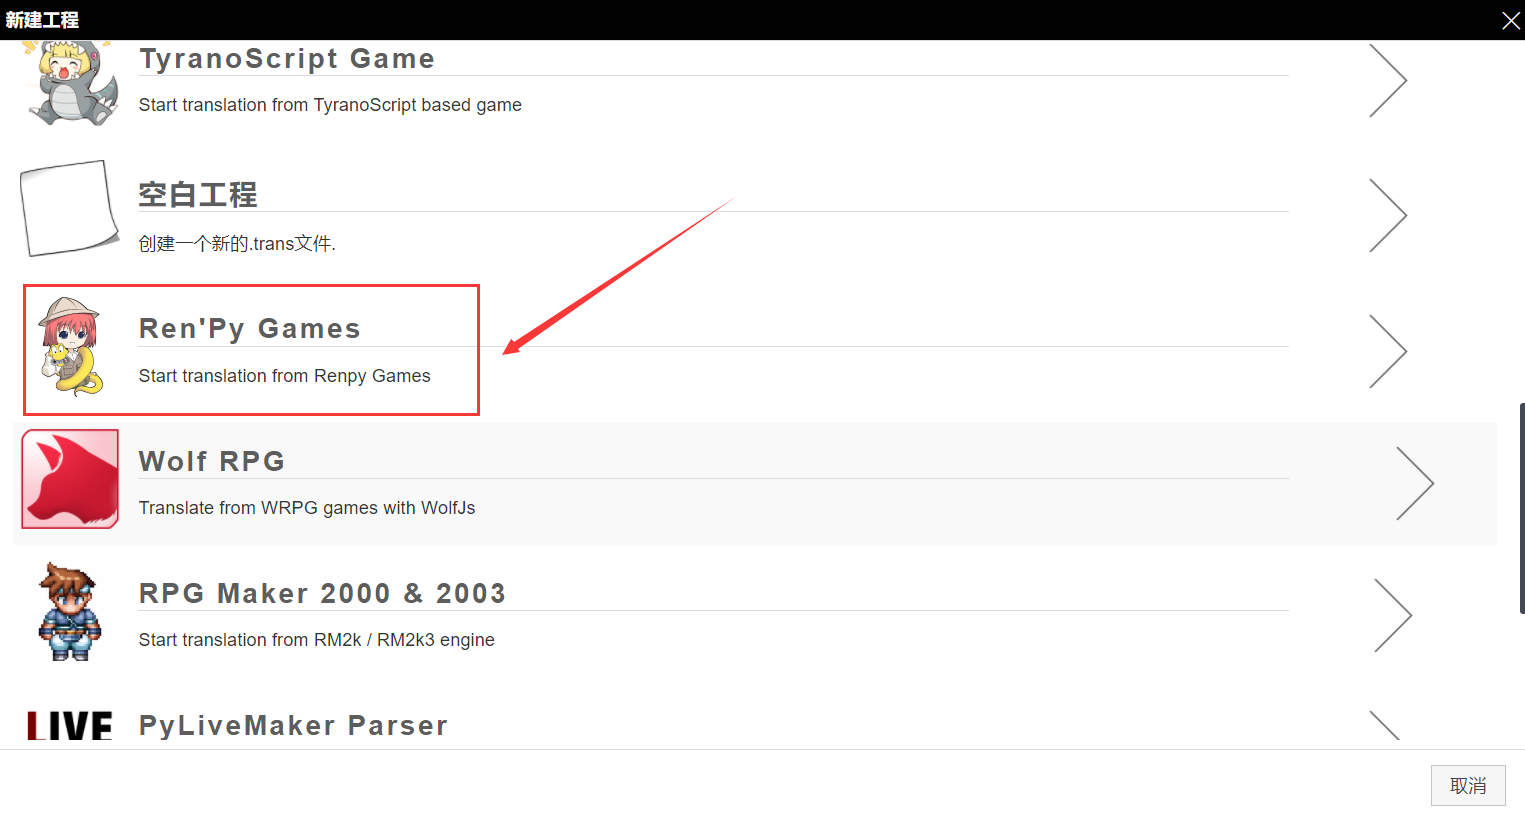 新建工程
TyranoScript Game
Start translation from TyranoScript based game
空白工程
创建一个新的.trans文件.
Ren'Py Games
Start translation from Renpy Games
Wolf RPG
Translate from WRPG games with WolfJs
RPG Maker 2000 & 2003
Start translation from RM2k / RM2k3 engine
LIVE
PyLiveMaker Parser
取消